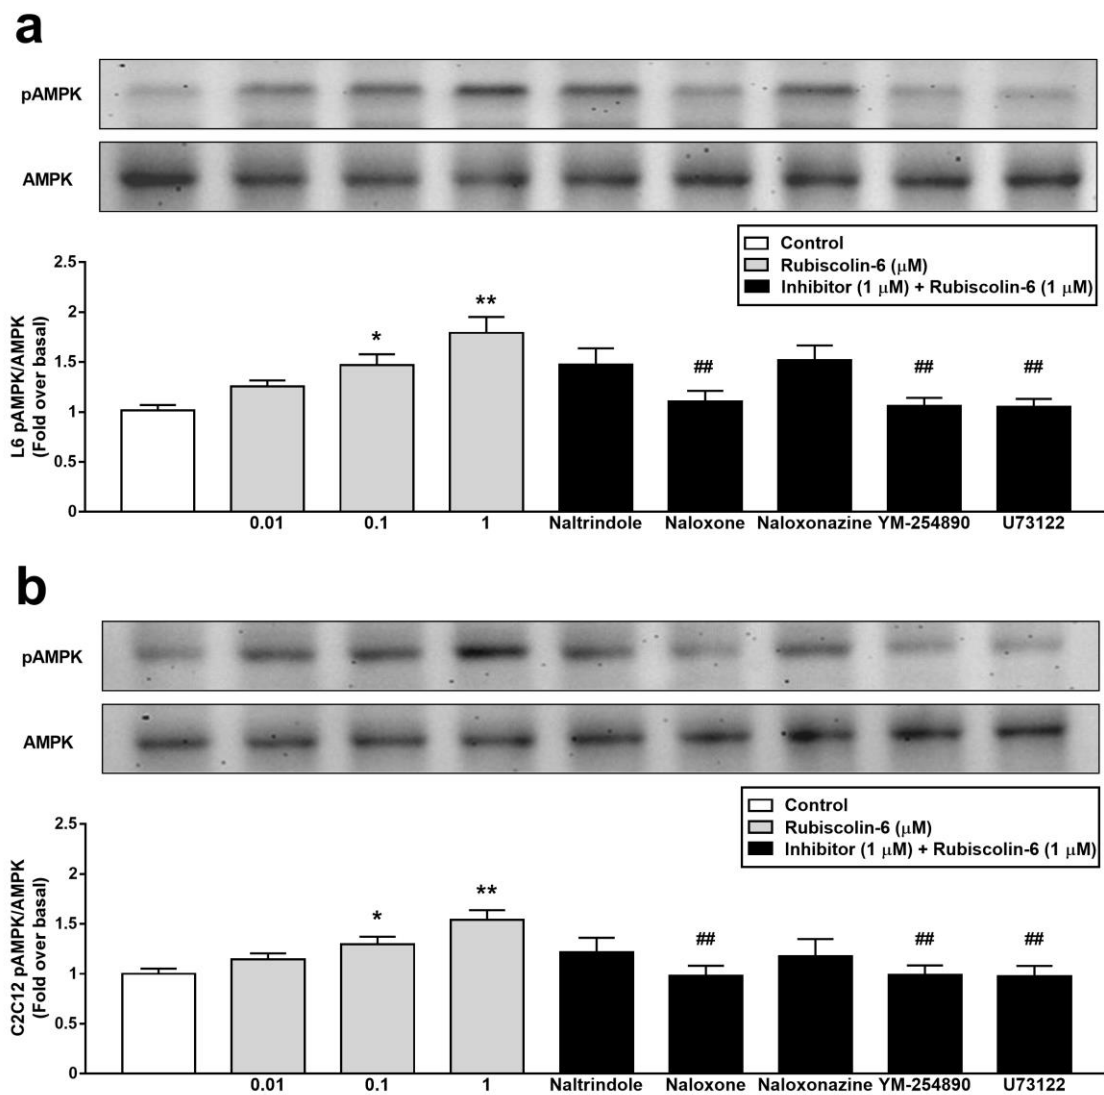 a
pAMPK
AMPK
Control
Rubiscolin-6 (μM)
Inhibitor (1 μM) + Rubiscolin-6 (1 μM)
L6 pAMPK/AMPK
(Fold over basal)
2.5
2
1.5
1
0.5
0
*
**
##
##
##
0.01 0.1 1 Naltrindole Naloxone Naloxonazine YM-254890 U73122
b
pAMPK
AMPK
Control
Rubiscolin-6 (μM)
Inhibitor (1 μM) + Rubiscolin-6 (1 μM)
C2C12 pAMPK/AMPK
(Fold over basal)
2.5
2
1.5
1
0.5
0
*
**
##
##
##
0.01 0.1 1 Naltrindole Naloxone Naloxonazine YM-254890 U73122